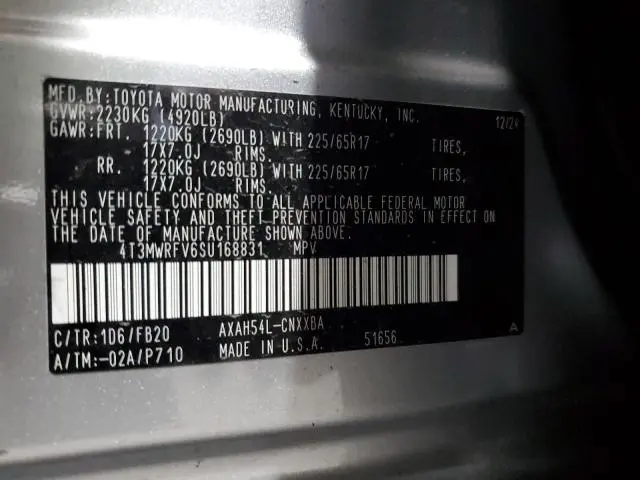 MFD. BY: TOYOTA MOTOR MANUFACTURING, KENTUCKY, INC.
GVWR: 2230KG (4920LB) 12/24
GAWR: FRT. 1220KG (2690LB) WITH 225/65R17 TIRES,
17X7.0J RIMS.
RR. 1220KG (2690LB) WITH 225/65R17 TIRES,
17X7.0J RIMS.
THIS VEHICLE CONFORMS TO ALL APPLICABLE FEDERAL MOTOR
VEHICLE SAFETY AND THEFT PREVENTION STANDARDS IN EFFECT ON
THE DATE OF MANUFACTURE SHOWN ABOVE.
4T3MWRFV6SU168831 MPV
C/TR: 1D6/FB20 AXAH54L-CNXXBA
A/TM: -02A/P710 MADE IN U.S.A. 51656 A